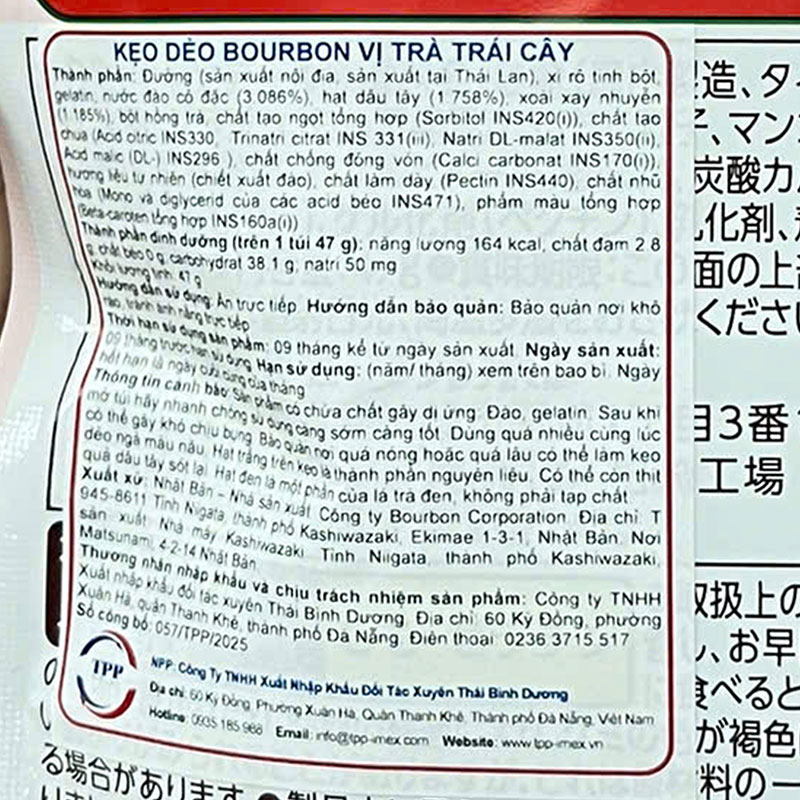 KẸO DẺO BOURBON VỊ TRÀ TRÁI CÂY
Thành phần: Đường (sản xuất nội địa, sản xuất tại Thái Lan), xi rô tinh bột,
gelatin, nước đào cô đặc (3.086%), hạt dâu tây (1.758%), xoài xay nhuyễn
(1.185%), bột hồng trà, chất tạo ngọt tổng hợp (Sorbitol INS420(i)), chất tạo
chua (Acid citric INS330, Trinatri citrat INS 331(iii), Natri DL-malat INS350(ii),
Acid malic (DL-) INS296 ), chất chống đông vón (Calci carbonat INS170(i)),
hương liệu tự nhiên (chiết xuất đào), chất làm dày (Pectin INS440), chất nhũ
hóa (Mono và diglycerid của các acid béo INS471), phẩm màu tổng hợp
(Beta-caroten tổng hợp INS160a(i))
Thành phần dinh dưỡng (trên 1 túi 47 g): năng lượng 164 kcal, chất đạm 2.8
g, chất béo 0 g, carbohydrat 38.1 g, natri 50 mg
Khối lượng tịnh: 47 g
Hướng dẫn sử dụng: Ăn trực tiếp. Hướng dẫn bảo quản: Bảo quản nơi khô
ráo, tránh ánh nắng trực tiếp
Thời hạn sử dụng sản phẩm: 09 tháng kể từ ngày sản xuất. Ngày sản xuất:
09 tháng trước hạn sử dụng. Hạn sử dụng: (năm/ tháng) xem trên bao bì. Ngày
hết hạn là ngày cuối cùng của tháng
Thông tin cảnh báo: Sản phẩm có chứa chất gây dị ứng: Đào, gelatin. Sau khi
mở túi hãy nhanh chóng sử dụng càng sớm càng tốt. Dùng quá nhiều cùng lúc
có thể gây khó chịu bụng. Bảo quản nơi quá nóng hoặc quá lâu có thể làm kẹo
dẻo ngả màu nâu. Hạt trắng trên kẹo là thành phần nguyên liệu. Có thể còn thịt
quả dâu tây sót lại. Hạt đen là một phần của lá trà đen, không phải tạp chất.
Xuất xứ: Nhật Bản – Nhà sản xuất: Công ty Bourbon Corporation. Địa chỉ: T
945-8611 Tỉnh Niigata, thành phố Kashiwazaki, Ekimae 1-3-1, Nhật Bản. Nơi
sản xuất: Nhà máy Kashiwazaki. Tỉnh Niigata, thành phố Kashiwazaki,
Matsunami, 4-2-14 Nhật Bản.
Thương nhân nhập khẩu và chịu trách nhiệm sản phẩm: Công ty TNHH
Xuất nhập khẩu đối tác xuyên Thái Bình Dương. Địa chỉ: 60 Kỳ Đồng, phường
Xuân Hà, quận Thanh Khê, thành phố Đà Nẵng. Điện thoại: 0236 3715 517
Số công bố: 057/TPP/2025
TPP
NPP: Công Ty TNHH Xuất Nhập Khẩu Đối Tác Xuyên Thái Bình Dương
Địa chỉ: 60 Kỳ Đồng, Phường Xuân Hà, Quận Thanh Khê, Thành phố Đà Nẵng, Việt Nam
Hotline: 0935 185 968 Email: info@tpp-imex.com Website: www.tpp-imex.vn
製造、タ
、マン
炭酸カ
乳化剤、
面の上
ください
目3番1
工場
取扱上の
、お早
食べると
が褐色
材料の一
る場合があります